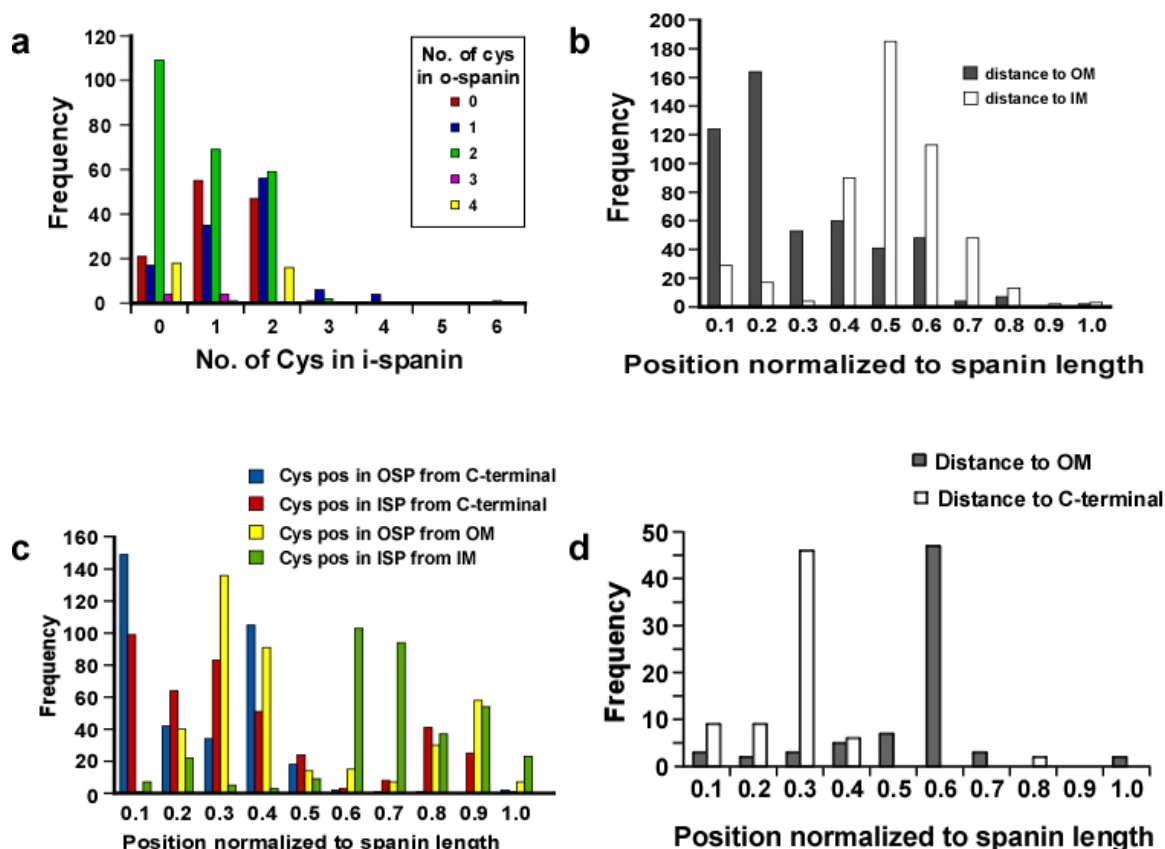 a
120
100
80
60
40
20
0
Frequency
0 1 2 3 4 5 6
No. of Cys in i-spanin
No. of cys
in o-spanin
0
1
2
3
4
b
200
180
160
140
120
100
80
60
40
20
0
Frequency
distance to OM
distance to IM
0.1 0.2 0.3 0.4 0.5 0.6 0.7 0.8 0.9 1.0
Position normalized to spanin length
c
Cys pos in OSP from C-terminal
Cys pos in ISP from C-terminal
Cys pos in OSP from OM
Cys pos in ISP from IM
160
140
120
100
80
60
40
20
0
Frequency
0.1 0.2 0.3 0.4 0.5 0.6 0.7 0.8 0.9 1.0
Position normalized to spanin length
d
Distance to OM
Distance to C-terminal
50
40
30
20
10
0
Frequency
0.1 0.2 0.3 0.4 0.5 0.6 0.7 0.8 0.9 1.0
Position normalized to spanin length